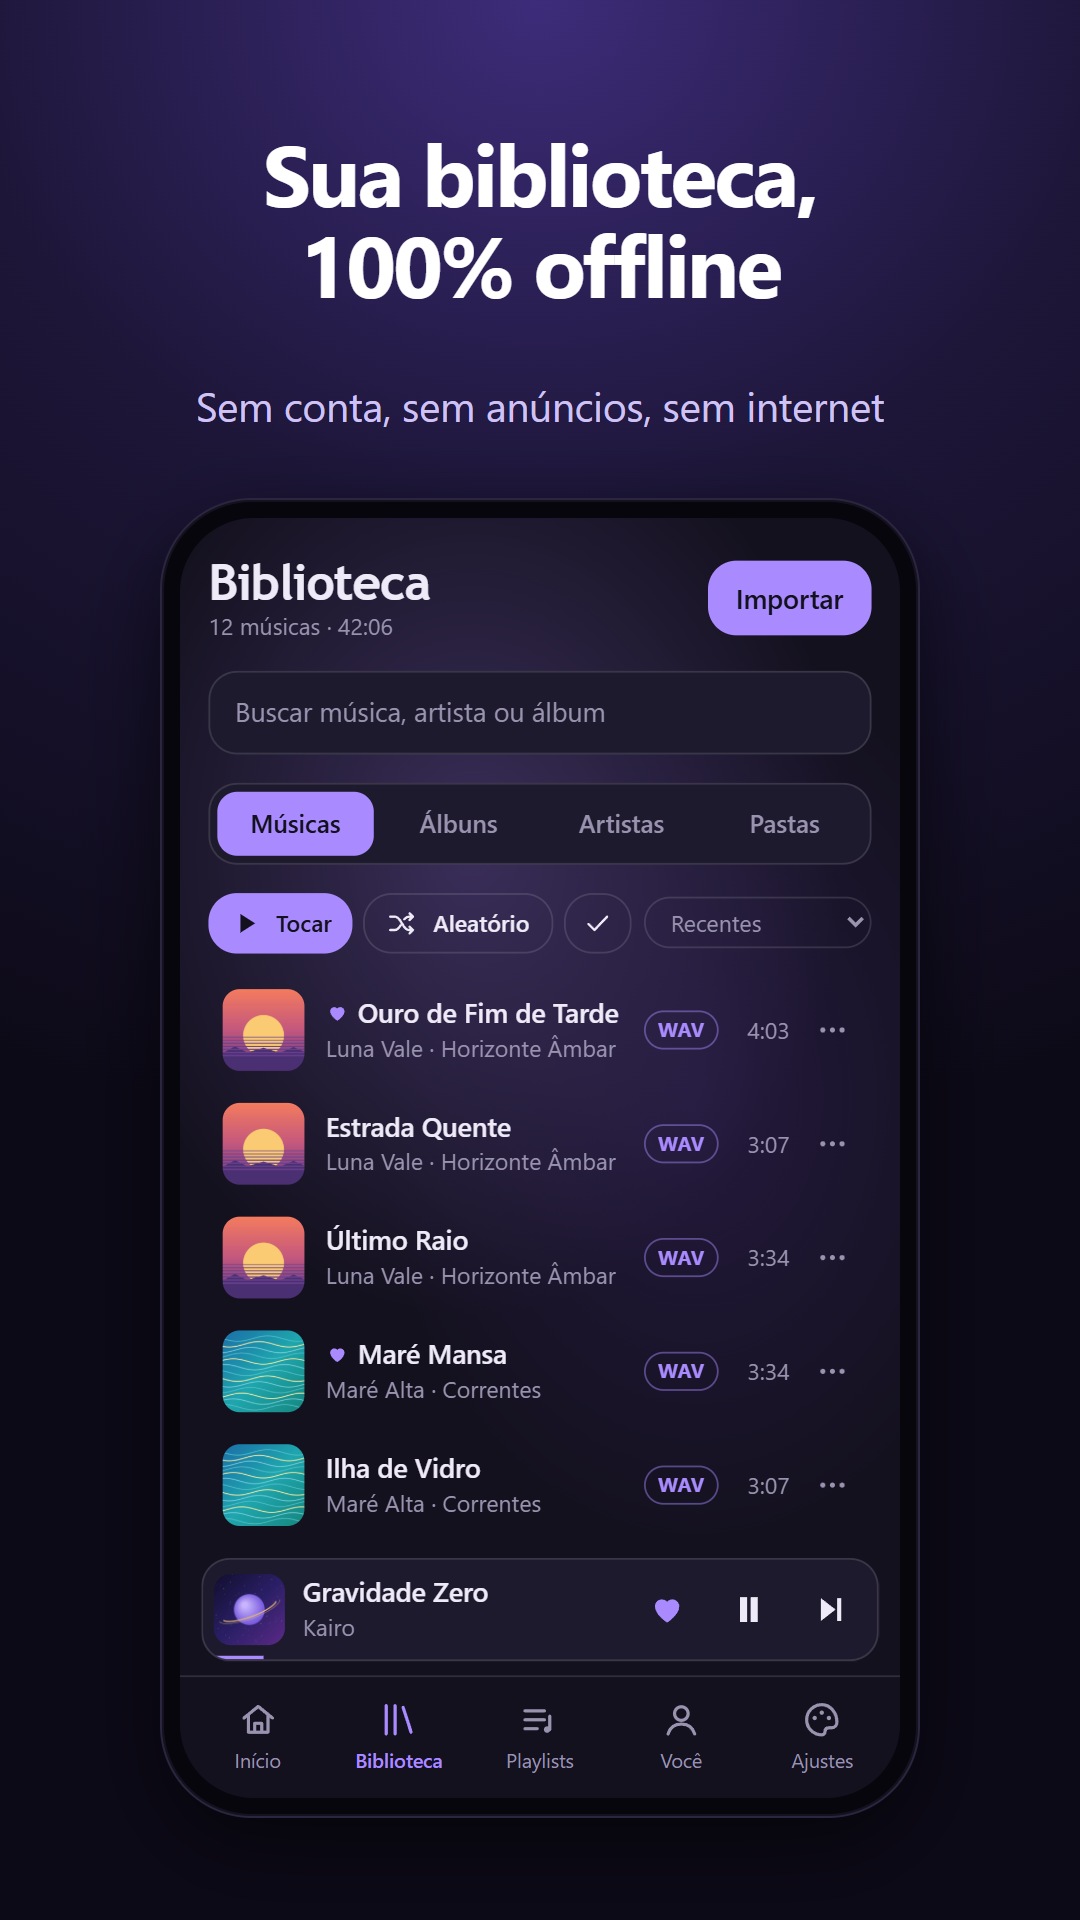 Sua biblioteca,
100% offline
Sem conta, sem anúncios, sem internet
Biblioteca
12 músicas · 42:06
Importar
Buscar música, artista ou álbum
Músicas Álbuns Artistas Pastas
Tocar Aleatório Recentes
Ouro de Fim de Tarde
Luna Vale · Horizonte Âmbar
WAV 4:03
Estrada Quente
Luna Vale · Horizonte Âmbar
WAV 3:07
Último Raio
Luna Vale · Horizonte Âmbar
WAV 3:34
Maré Mansa
Maré Alta · Correntes
WAV 3:34
Ilha de Vidro
Maré Alta · Correntes
WAV 3:07
Gravidade Zero
Kairo
Início Biblioteca Playlists Você Ajustes